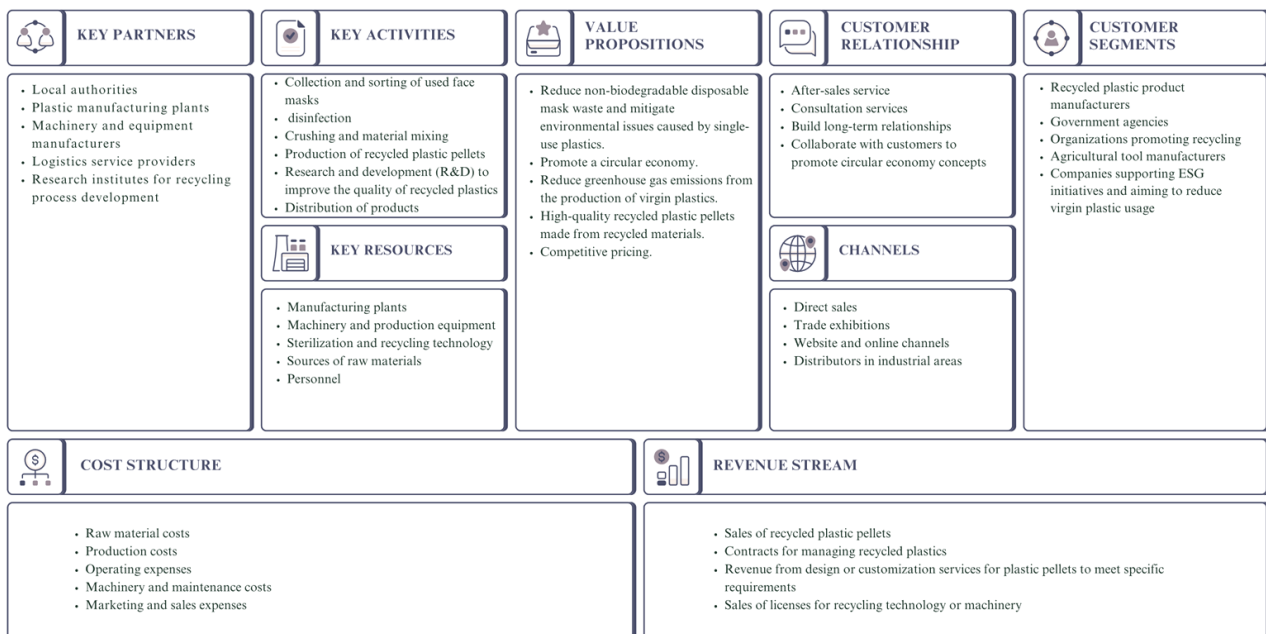 KEY PARTNERS
• Local authorities
• Plastic manufacturing plants
• Machinery and equipment
manufacturers
• Logistics service providers
• Research institutes for recycling
process development
KEY ACTIVITIES
• Collection and sorting of used face
masks
• disinfection
• Crushing and material mixing
• Production of recycled plastic pellets
• Research and development (R&D) to
improve the quality of recycled plastics
• Distribution of products
KEY RESOURCES
• Manufacturing plants
• Machinery and production equipment
• Sterilization and recycling technology
• Sources of raw materials
• Personnel
VALUE
PROPOSITIONS
• Reduce non-biodegradable disposable
mask waste and mitigate
environmental issues caused by single-
use plastics.
• Promote a circular economy.
• Reduce greenhouse gas emissions from
the production of virgin plastics.
• High-quality recycled plastic pellets
made from recycled materials.
• Competitive pricing.
CUSTOMER
RELATIONSHIP
• After-sales service
• Consultation services
• Build long-term relationships
• Collaborate with customers to
promote circular economy concepts
CHANNELS
• Direct sales
• Trade exhibitions
• Website and online channels
• Distributors in industrial areas
CUSTOMER
SEGMENTS
• Recycled plastic product
manufacturers
• Government agencies
• Organizations promoting recycling
• Agricultural tool manufacturers
• Companies supporting ESG
initiatives and aiming to reduce
virgin plastic usage
$
COST STRUCTURE
• Raw material costs
• Production costs
• Operating expenses
• Machinery and maintenance costs
• Marketing and sales expenses
$
REVENUE STREAM
• Sales of recycled plastic pellets
• Contracts for managing recycled plastics
• Revenue from design or customization services for plastic pellets to meet specific
requirements
• Sales of licenses for recycling technology or machinery